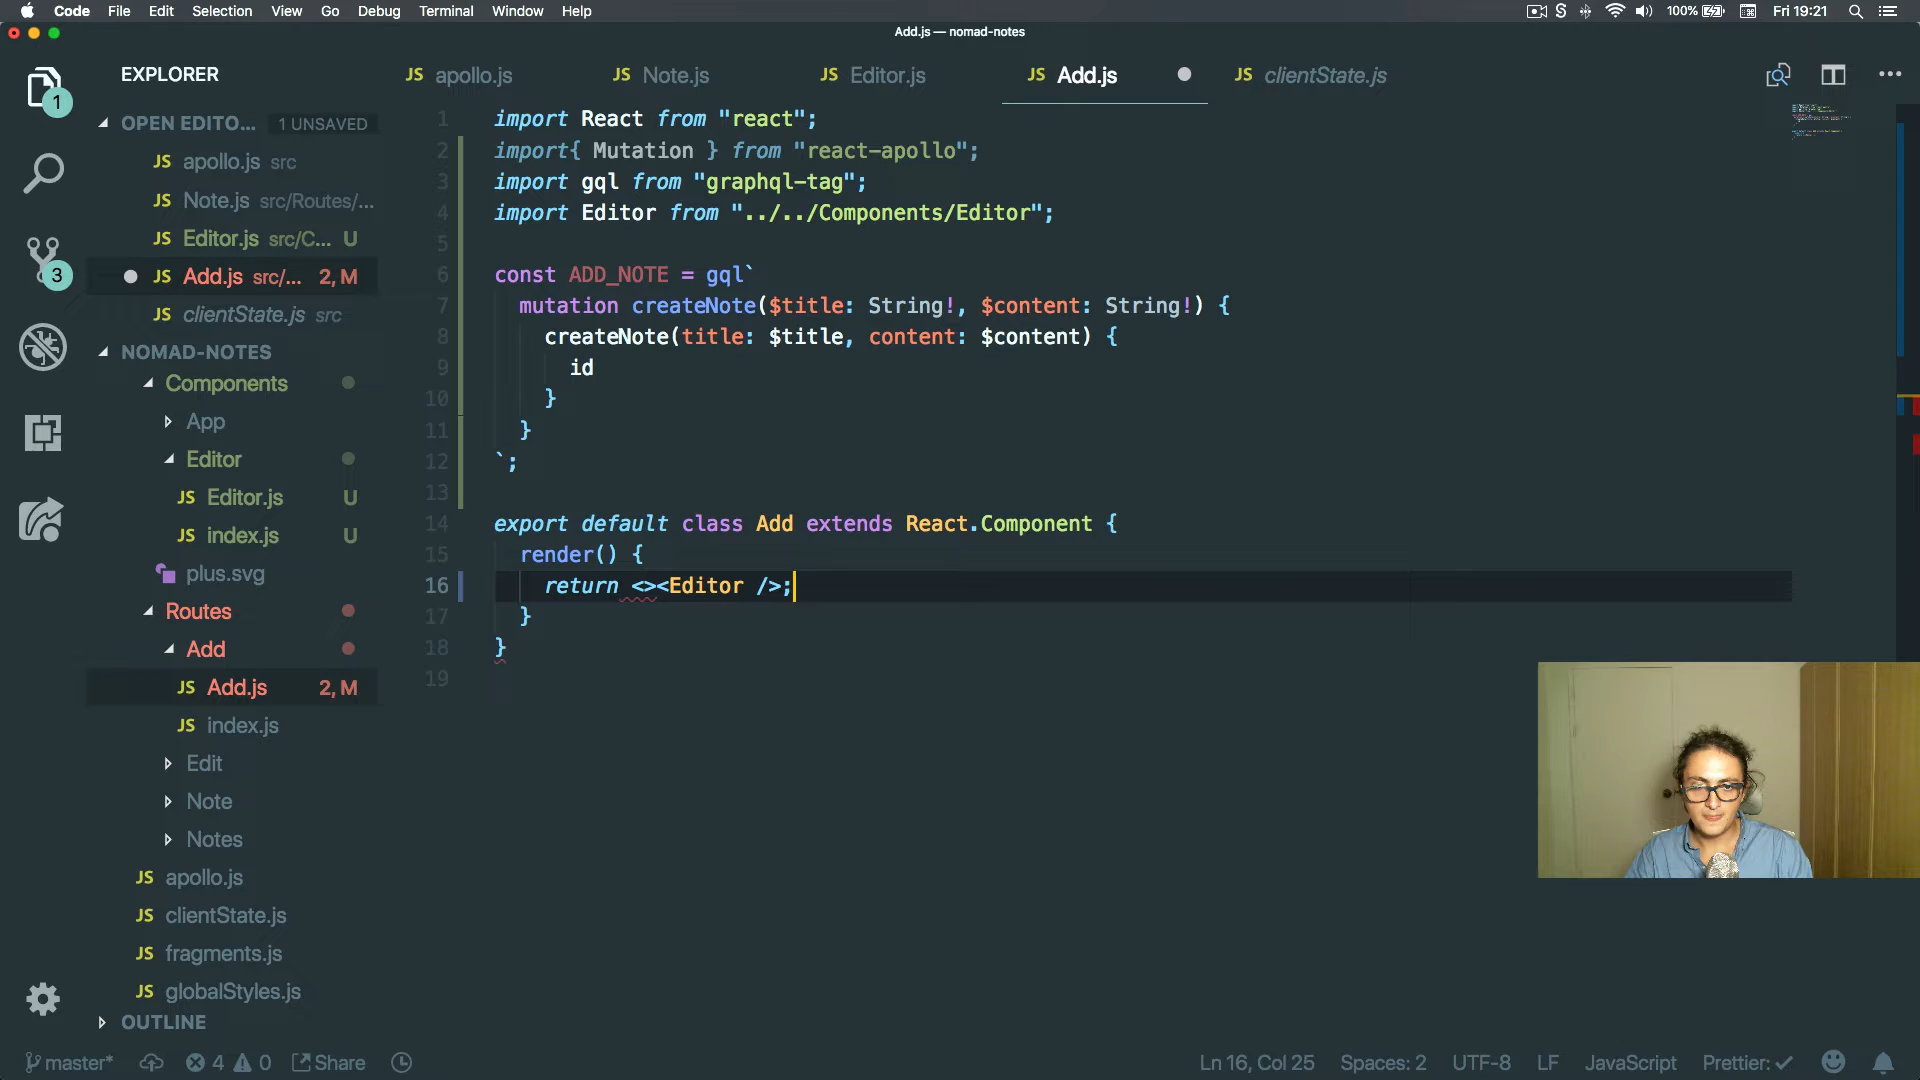 Code File Edit Selection View Go Debug Terminal Window Help 100% Fri 19:21
Add.js — nomad-notes
EXPLORER
JS apollo.js JS Note.js JS Editor.js JS Add.js JS clientState.js
OPEN EDITO... 1 UNSAVED
JS apollo.js src
JS Note.js src/Routes/...
JS Editor.js src/C... U
JS Add.js src/... 2, M
JS clientState.js src
NOMAD-NOTES
Components
App
Editor
JS Editor.js U
JS index.js U
plus.svg
Routes
Add
JS Add.js 2, M
JS index.js
Edit
Note
Notes
JS apollo.js
JS clientState.js
JS fragments.js
JS globalStyles.js
OUTLINE
1
3
1 import React from "react";
2 import{ Mutation } from "react-apollo";
3 import gql from "graphql-tag";
4 import Editor from "../../Components/Editor";
5
6 const ADD_NOTE = gql`
7 mutation createNote($title: String!, $content: String!) {
8 createNote(title: $title, content: $content) {
9 id
10 }
11 }
12 `;
13
14 export default class Add extends React.Component {
15 render() {
16 return <><Editor />;
17 }
18 }
19
master* 4 0 Share Ln 16, Col 25 Spaces: 2 UTF-8 LF JavaScript Prettier: ✓